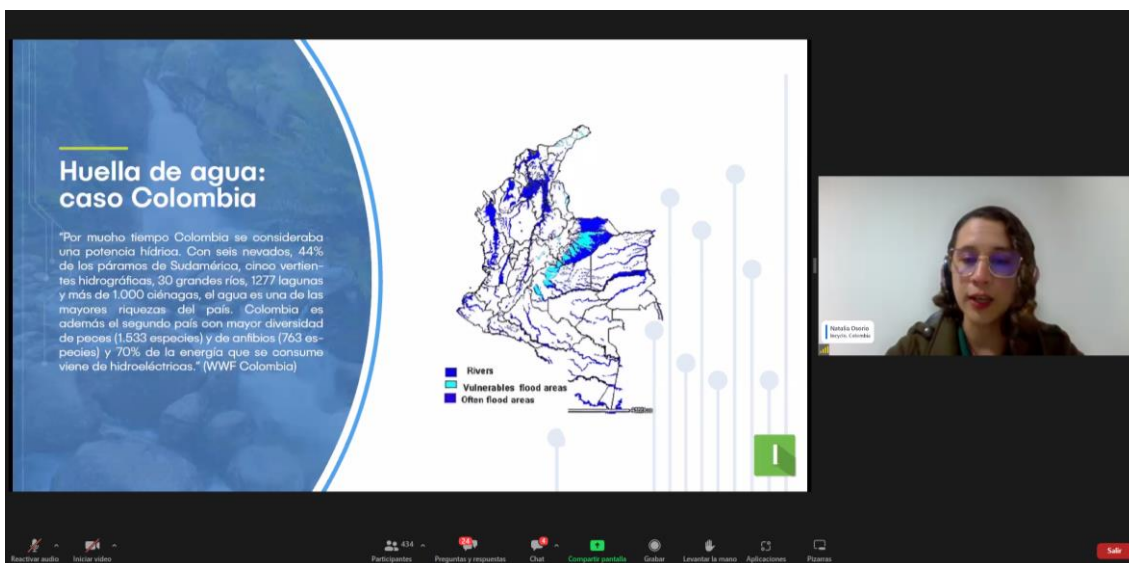 Huella de agua:
caso Colombia
"Por mucho tiempo Colombia se consideraba
una potencia hídrica. Con seis nevados, 44%
de los páramos de Sudamérica, cinco vertien-
tes hidrográficas, 30 grandes ríos, 1277 lagunas
y más de 1.000 ciénagas, el agua es una de las
mayores riquezas del país. Colombia es
además el segundo país con mayor diversidad
de peces (1.533 especies) y de anfibios (763 es-
pecies) y 70% de la energía que se consume
viene de hidroeléctricas." (WWF Colombia)
Rivers
Vulnerables flood areas
Often flood areas
I
Natalia Osorio
Colombia
Reactivar audio
Iniciar video
434
Participantes
24
Preguntas y respuestas
4
Chat
Compartir pantalla
Grabar
Levantar la mano
Aplicaciones
Pizarras
Salir